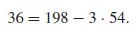 36 = 198 − 3 · 54.